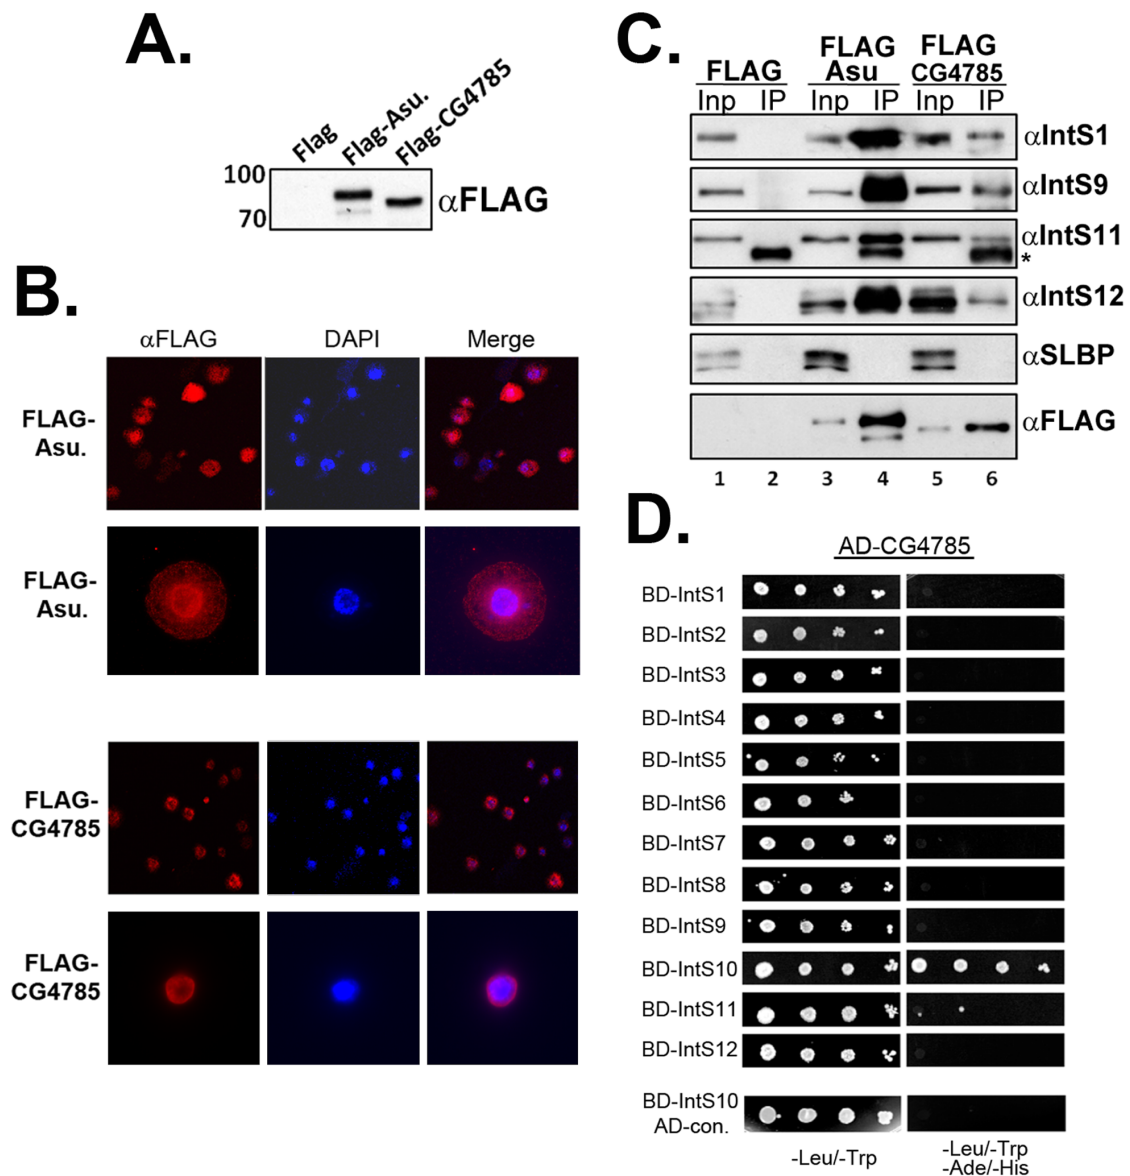 A.
Flag
Flag-Asu.
Flag-CG4785
100
70
αFLAG
B.
αFLAG DAPI Merge
FLAG-
Asu.
FLAG-
Asu.
FLAG-
CG4785
FLAG-
CG4785
C.
FLAG
FLAG
Asu
FLAG
CG4785
Inp IP Inp IP Inp IP
αIntS1
αIntS9
αIntS11
*
αIntS12
αSLBP
αFLAG
1 2 3 4 5 6
D.
AD-CG4785
BD-IntS1
BD-IntS2
BD-IntS3
BD-IntS4
BD-IntS5
BD-IntS6
BD-IntS7
BD-IntS8
BD-IntS9
BD-IntS10
BD-IntS11
BD-IntS12
BD-IntS10
AD-con.
-Leu/-Trp
-Leu/-Trp
-Ade/-His